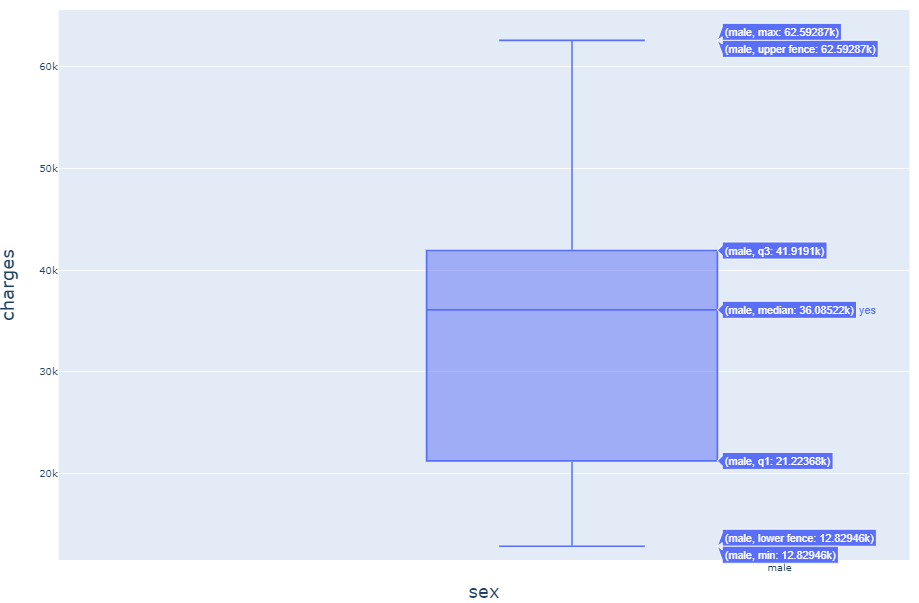 (male, max: 62.59287k)
(male, upper fence: 62.59287k)
60k
50k
charges
(male, q3: 41.9191k)
40k
(male, median: 36.08522k) yes
30k
(male, q1: 21.22368k)
20k
(male, lower fence: 12.82946k)
(male, min: 12.82946k)
male
sex